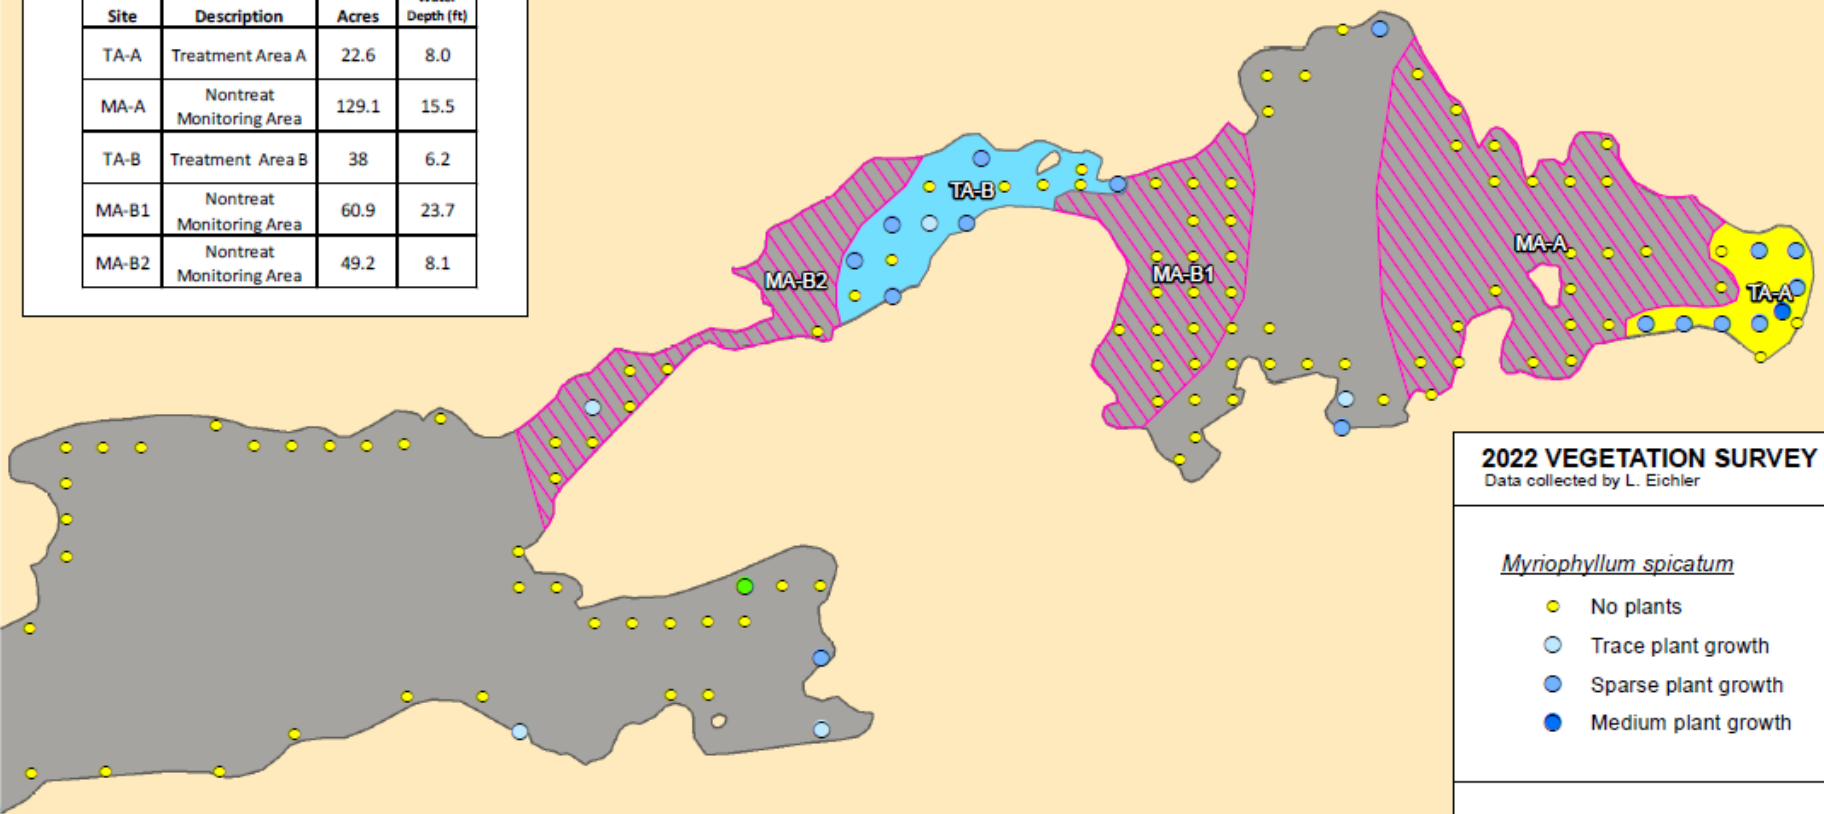 Site Description Acres Depth (ft)
TA-A Treatment Area A 22.6 8.0
MA-A Nontreat Monitoring Area 129.1 15.5
TA-B Treatment Area B 38 6.2
MA-B1 Nontreat Monitoring Area 60.9 23.7
MA-B2 Nontreat Monitoring Area 49.2 8.1
TA-B
MA-B2
MA-B1
MA-A
TA-A
2022 VEGETATION SURVEY
Data collected by L. Eichler
Myriophyllum spicatum
No plants
Trace plant growth
Sparse plant growth
Medium plant growth